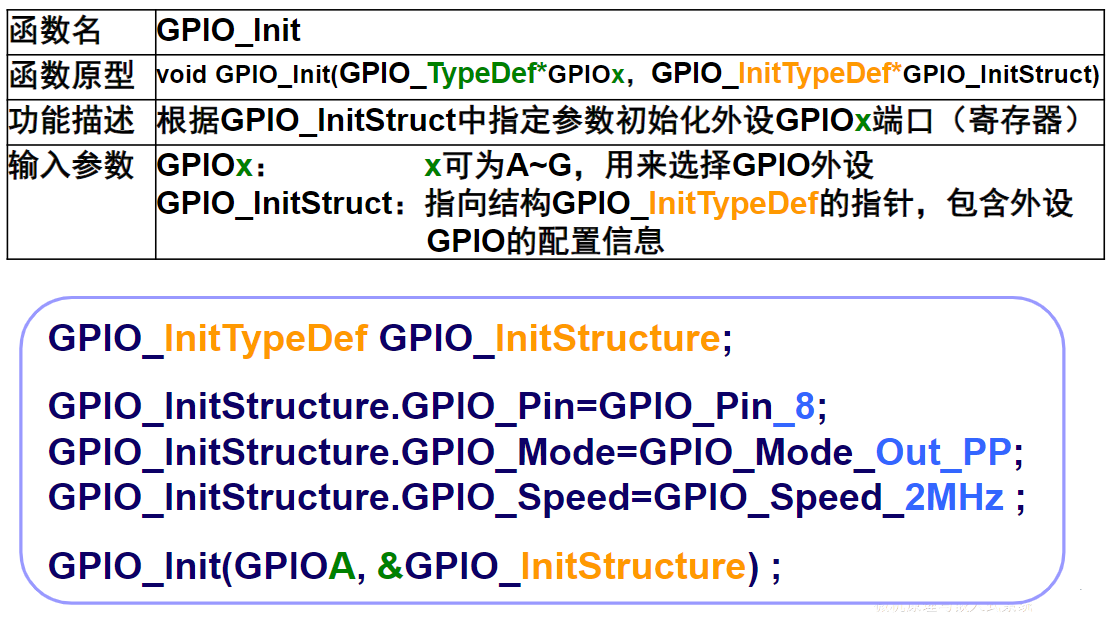 函数名 GPIO_Init
函数原型 void GPIO_Init(GPIO_TypeDef*GPIOx，GPIO_InitTypeDef*GPIO_InitStruct)
功能描述 根据GPIO_InitStruct中指定参数初始化外设GPIOx端口（寄存器）
输入参数 GPIOx： x可为A~G，用来选择GPIO外设
GPIO_InitStruct：指向结构GPIO_InitTypeDef的指针，包含外设
GPIO的配置信息
GPIO_InitTypeDef GPIO_InitStructure;
GPIO_InitStructure.GPIO_Pin=GPIO_Pin_8;
GPIO_InitStructure.GPIO_Mode=GPIO_Mode_Out_PP;
GPIO_InitStructure.GPIO_Speed=GPIO_Speed_2MHz ;
GPIO_Init(GPIOA, &GPIO_InitStructure) ;